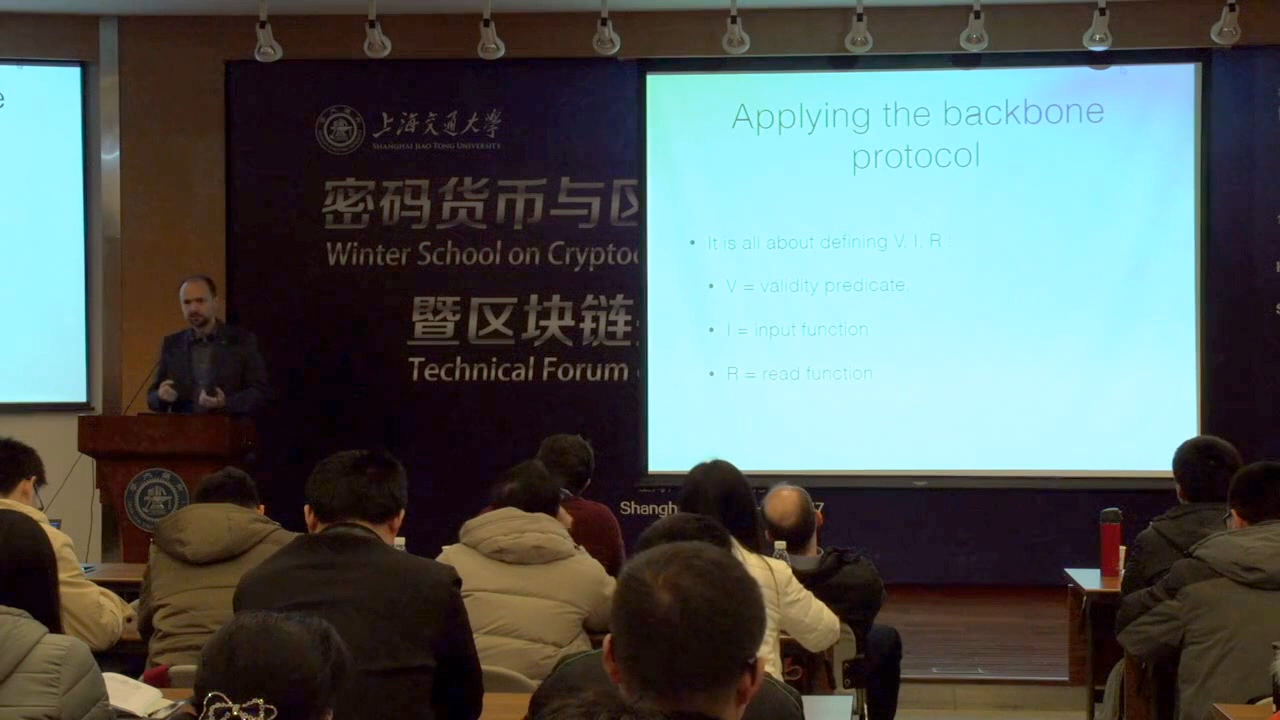 e
上海交通大学
SHANGHAI JIAO TONG UNIVERSITY
密码货币与区
Winter School on Cryptoc
暨区块链
Technical Forum
Shangh
7
Applying the backbone
protocol
• It is all about defining V, I, R :
• V = validity predicate.
• I = input function
• R = read function